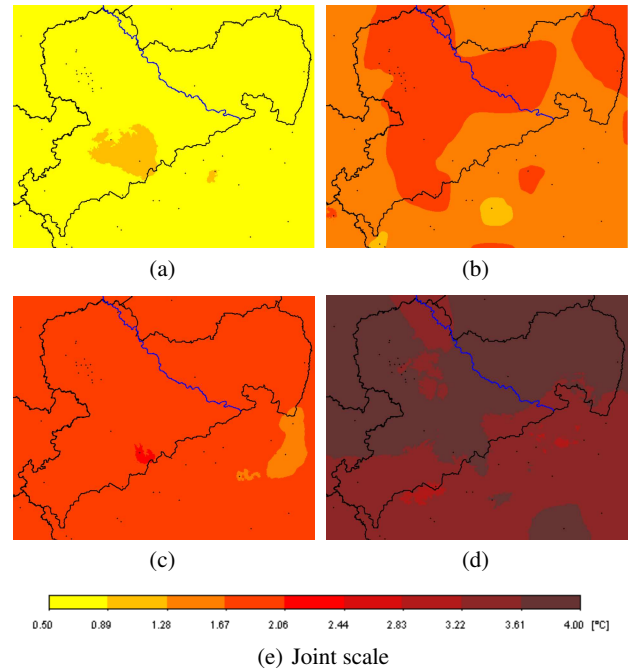 (a)
(b)
(c)
(d)
0.50 0.89 1.28 1.67 2.06 2.44 2.83 3.22 3.61 4.00 [°C]
(e) Joint scale